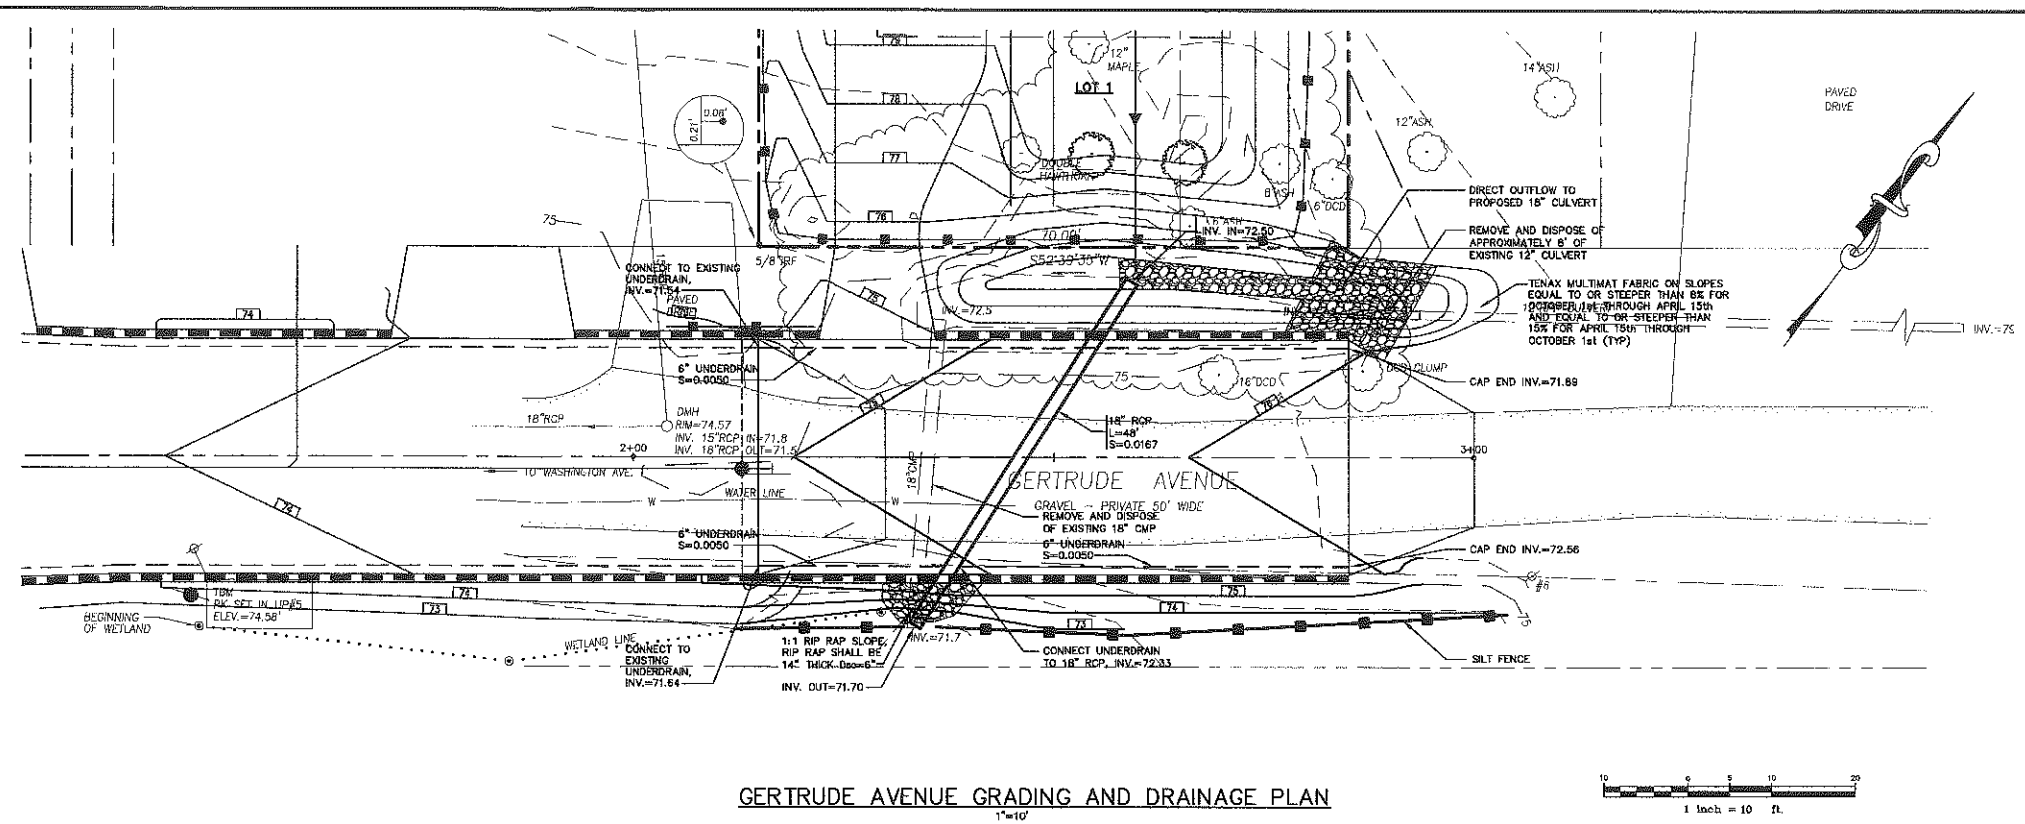 79
12"
MAPLE
LOT 1
14"ASH
PAVED
DRIVE
78
0.08'
0.21'
12"ASH
77
DOUBLE
HAWTHORN
8"ASH
6"DCD
DIRECT OUTFLOW TO
PROPOSED 18" CULVERT
75
76
70.00'
6"ASH
INV. IN=72.50
REMOVE AND DISPOSE OF
APPROXIMATELY 8' OF
EXISTING 12" CULVERT
5/8"IRF
S52°39'30"W
CONNECT TO EXISTING
UNDERDRAIN,
INV.=71.64
PAVED
DRIVE
75
INV.=72.5
TENAX MULTIMAT FABRIC ON SLOPES
EQUAL TO OR STEEPER THAN 8% FOR
OCTOBER 1st THROUGH APRIL 15th
AND EQUAL TO OR STEEPER THAN
15% FOR APRIL 15th THROUGH
OCTOBER 1st (TYP)
74
6" UNDERDRAIN
S=0.0050
75
16"DCD
DCD CLUMP
CAP END INV.=71.89
18"RCP
DMH
RIM=74.57
INV. 15"RCP IN=71.8
INV. 18"RCP OUT=71.5
75
76
18" RCP
L=48'
S=0.0167
2+00
3+00
TO WASHINGTON AVE.
18"CMP
GERTRUDE AVENUE
WATER LINE
W
W
GRAVEL - PRIVATE 50' WIDE
74
REMOVE AND DISPOSE
OF EXISTING 18" CMP
6" UNDERDRAIN
S=0.0050
6" UNDERDRAIN
S=0.0050
CAP END INV.=72.56
#6
TBM
PK SET IN UP#5
ELEV.=74.58'
74
73
75
74
73
75
BEGINNING
OF WETLAND
WETLAND LINE
CONNECT TO
EXISTING
UNDERDRAIN,
INV.=71.64
1:1 RIP RAP SLOPE,
RIP RAP SHALL BE
14" THICK D50=6"
INV.=71.7
INV. OUT=71.70
CONNECT UNDERDRAIN
TO 18" RCP, INV.=72.33
SILT FENCE
GERTRUDE AVENUE GRADING AND DRAINAGE PLAN
1"=10'
10 0 5 10 20
1 inch = 10 ft.